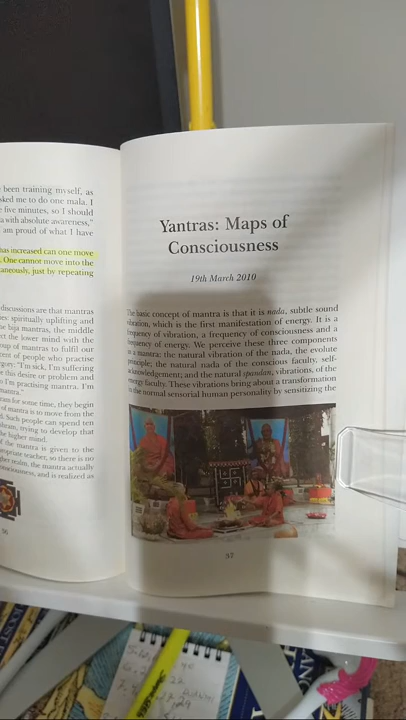 been training myself, as
sked me to do one mala. I
five minutes, so I should
with absolute awareness,"
am proud of what I have
has increased can one move
One cannot move into the
taneously, just by repeating
discussions are that mantras
spiritually uplifting and
bija mantras, the middle
ct the lower mind with the
oup of mantras to fulfil our
ent of people who practise
gory: "I'm sick, I'm suffering
this desire or problem and
I'm practising mantra, I'm
mantra."
for some time, they begin
of mantra is to move from the
Such people can spend ten
trying to develop that
he higher mind.
the mantra is given to the
opriate teacher, so there is no
realm, the mantra actually
and is realized as
Yantras: Maps of
Consciousness
19th March 2010
The basic concept of mantra is that it is nada, subtle sound
vibration, which is the first manifestation of energy. It is a
frequency of vibration, a frequency of consciousness and a
frequency of energy. We perceive these three components
in a mantra: the natural vibration of the nada, the evolute
principle; the natural nada of the conscious faculty, self-
acknowledgement; and the natural spandan, vibrations, of the
energy faculty. These vibrations bring about a transformation
in the normal sensorial human personality by sensitizing the
96
97